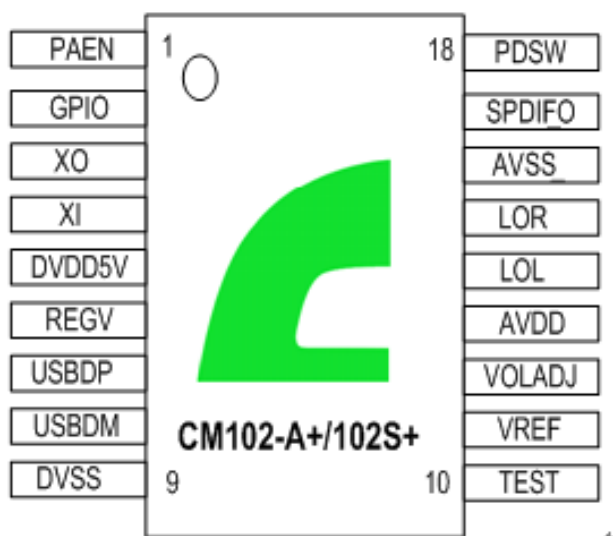 PAEN 1 18 PDSW
GPIO SPDIFO
XO AVSS_
XI LOR
DVDD5V LOL
REGV AVDD
USBDP VOLADJ
USBDM CM102-A+/102S+ VREF
DVSS 9 10 TEST